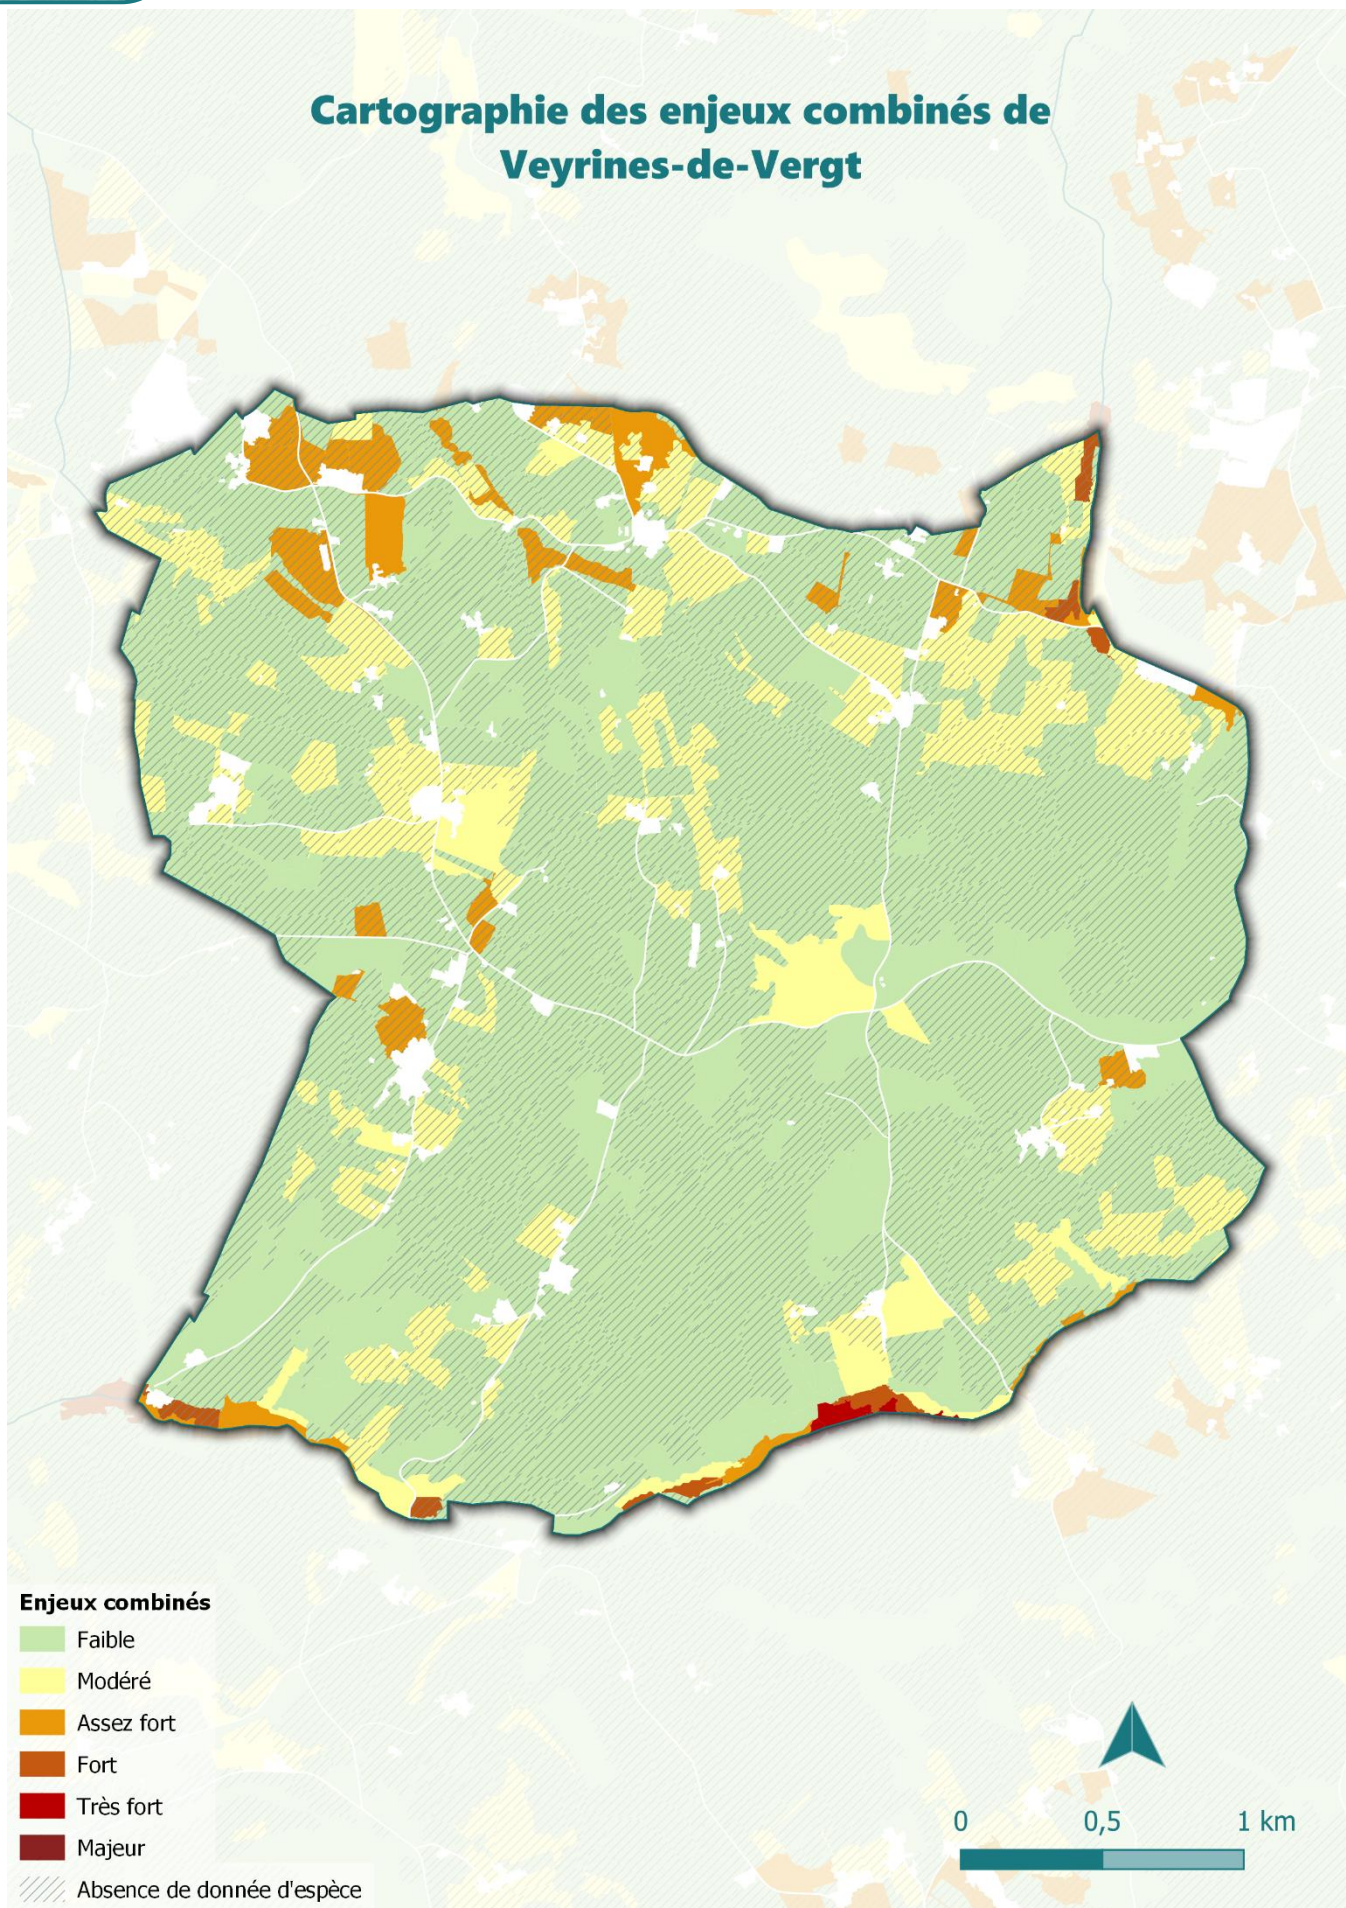 Cartographie des enjeux combinés de
Veyrines-de-Vergt
Enjeux combinés
Faible
Modéré
Assez fort
Fort
Très fort
Majeur
Absence de donnée d'espèce
0 0,5 1 km